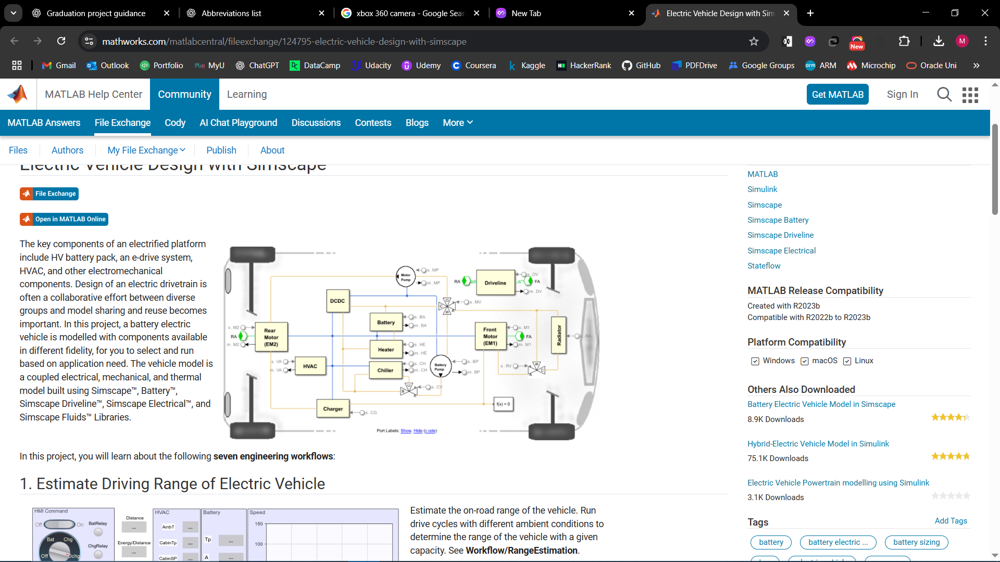 Graduation project guidance
Abbreviations list
xbox 360 camera - Google Sear
New Tab
Electric Vehicle Design with Sim
mathworks.com/matlabcentral/fileexchange/124795-electric-vehicle-design-with-simscape
New
M
Gmail
Outlook
Portfolio
MyU
ChatGPT
DataCamp
Udacity
Udemy
Coursera
Kaggle
HackerRank
GitHub
PDFDrive
Google Groups
ARM
Microchip
Oracle Uni
MATLAB Help Center
Community
Learning
Get MATLAB
Sign In
MATLAB Answers
File Exchange
Cody
AI Chat Playground
Discussions
Contests
Blogs
More
Files
Authors
My File Exchange
Publish
About
Electric Vehicle Design with Simscape
File Exchange
Open in MATLAB Online
The key components of an electrified platform
include HV battery pack, an e-drive system,
HVAC, and other electromechanical
components. Design of an electric drivetrain is
often a collaborative effort between diverse
groups and model sharing and reuse becomes
important. In this project, a battery electric
vehicle is modelled with components available
in different fidelity, for you to select and run
based on application need. The vehicle model is
a coupled electrical, mechanical, and thermal
model built using Simscape™, Battery™,
Simscape Driveline™, Simscape Electrical™, and
Simscape Fluids™ Libraries.
Motor
Pump
s. MP
m. MP
RA
Driveline
s. DV
FA
m. DV
DCDC
C
D
B
A
s. MV
Battery
s. BA
m. BA
s. M2
RA
m. M2
Rear
Motor
(EM2)
Front
Motor
(EM1)
s. M1
FA
m. M1
Radiator
s. RA
Heater
s. HE
m. HE
s. VA
m. VA
HVAC
Chiller
s. CH
m. CH
Battery
Pump
s. BP
m. BP
s. RV
B
C
A
B
C
A
s. CV
Charger
s. CG
f(x) = 0
Port Labels: Show, Hide (code)
In this project, you will learn about the following seven engineering workflows:
1. Estimate Driving Range of Electric Vehicle
HMI Command
Off
On
BatRelay
Bat
Chg
ChgRelay
Off
Dchg
Distance
--
Energy/Distance
--
HVAC
AmbT
--
CabinTp
--
CabinSP
--
Battery
Tp
--
A
--
Speed
150
100
Estimate the on-road range of the vehicle. Run
drive cycles with different ambient conditions to
determine the range of the vehicle with a given
capacity. See Workflow/RangeEstimation.
MATLAB
Simulink
Simscape
Simscape Battery
Simscape Driveline
Simscape Electrical
Stateflow
MATLAB Release Compatibility
Created with R2023b
Compatible with R2022b to R2023b
Platform Compatibility
Windows
macOS
Linux
Others Also Downloaded
Battery Electric Vehicle Model in Simscape
8.9K Downloads
Hybrid-Electric Vehicle Model in Simulink
75.1K Downloads
Electric Vehicle Powertrain modelling using Simulink
3.1K Downloads
Tags
Add Tags
battery
battery electric ...
battery sizing